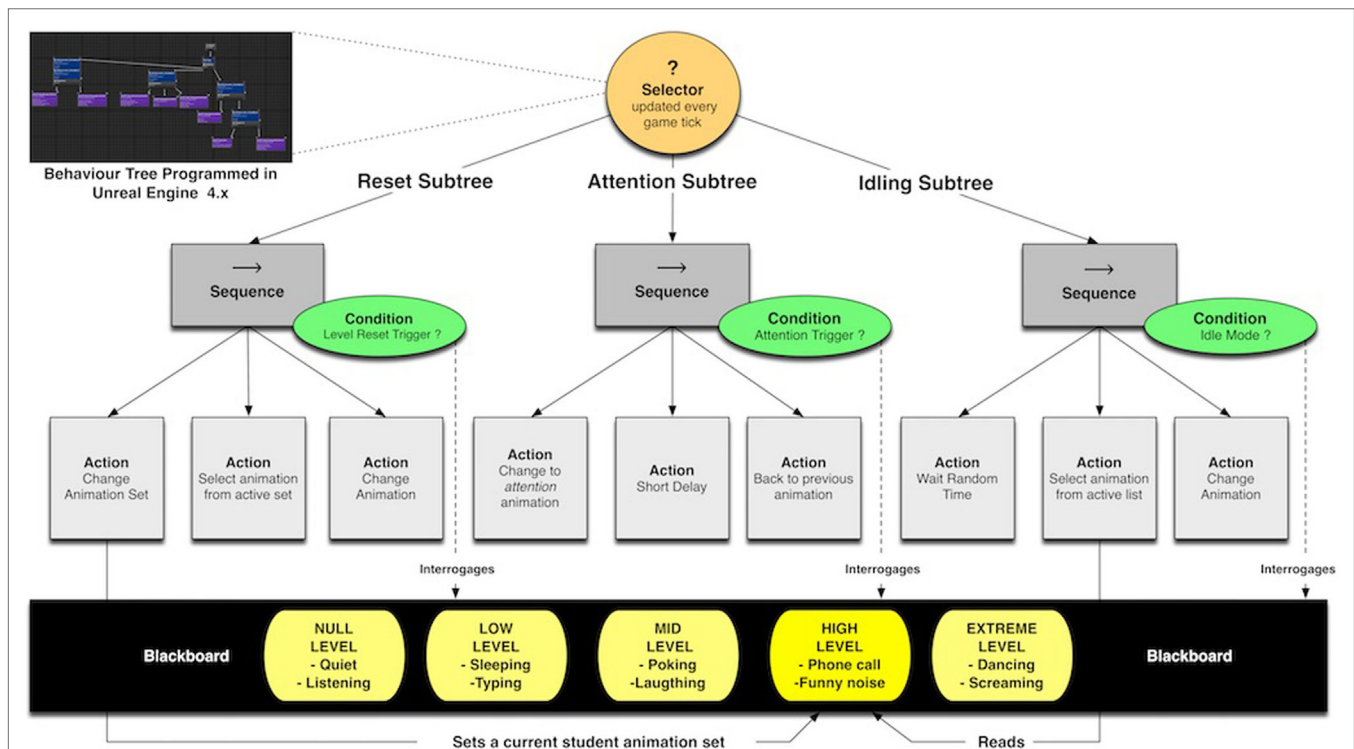 ?
Selector
updated every
game tick
Behaviour Tree Programmed in
Unreal Engine 4.x
Reset Subtree
Attention Subtree
Idling Subtree
→
Sequence
Condition
Level Reset Trigger ?
→
Sequence
Condition
Attention Trigger ?
→
Sequence
Condition
Idle Mode ?
Action
Change
Animation Set
Action
Select animation
from active set
Action
Change
Animation
Action
Change to
attention
animation
Action
Short Delay
Action
Back to previous
animation
Action
Wait Random
Time
Action
Select animation
from active list
Action
Change
Animation
Interrogages
Interrogages
Interrogages
Blackboard
NULL
LEVEL
- Quiet
- Listening
LOW
LEVEL
- Sleeping
-Typing
MID
LEVEL
- Poking
-Laugthing
HIGH
LEVEL
- Phone call
-Funny noise
EXTREME
LEVEL
- Dancing
- Screaming
Blackboard
Sets a current student animation set
Reads